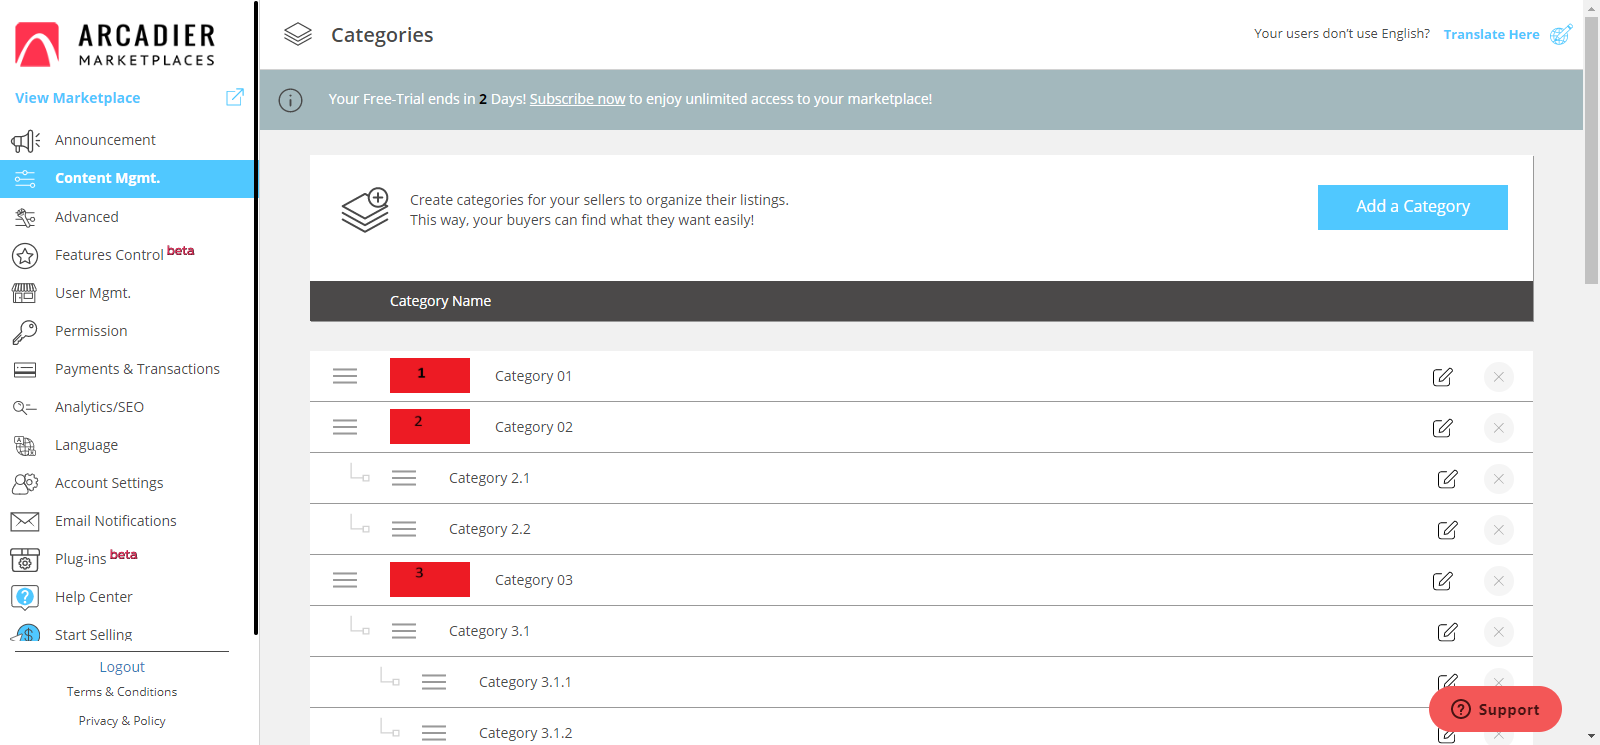 ARCADIER
MARKETPLACES
View Marketplace
Announcement
Content Mgmt.
Advanced
Features Control beta
User Mgmt.
Permission
Payments & Transactions
Analytics/SEO
Language
Account Settings
Email Notifications
Plug-ins beta
Help Center
Start Selling
Logout
Terms & Conditions
Privacy & Policy
Categories
Your users don't use English? Translate Here
Your Free-Trial ends in 2 Days! Subscribe now to enjoy unlimited access to your marketplace!
Create categories for your sellers to organize their listings.
This way, your buyers can find what they want easily!
Add a Category
Category Name
1 Category 01
2 Category 02
Category 2.1
Category 2.2
3 Category 03
Category 3.1
Category 3.1.1
Category 3.1.2
Support